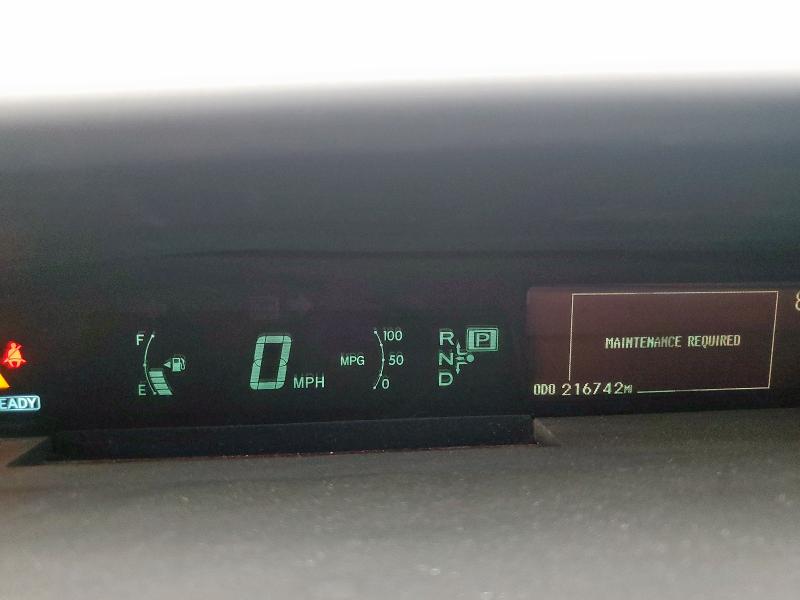 F
E
EADY
0 MPH
MPG
100
50
0
R
N
D
P
MAINTENANCE REQUIRED
ODO 216742MI